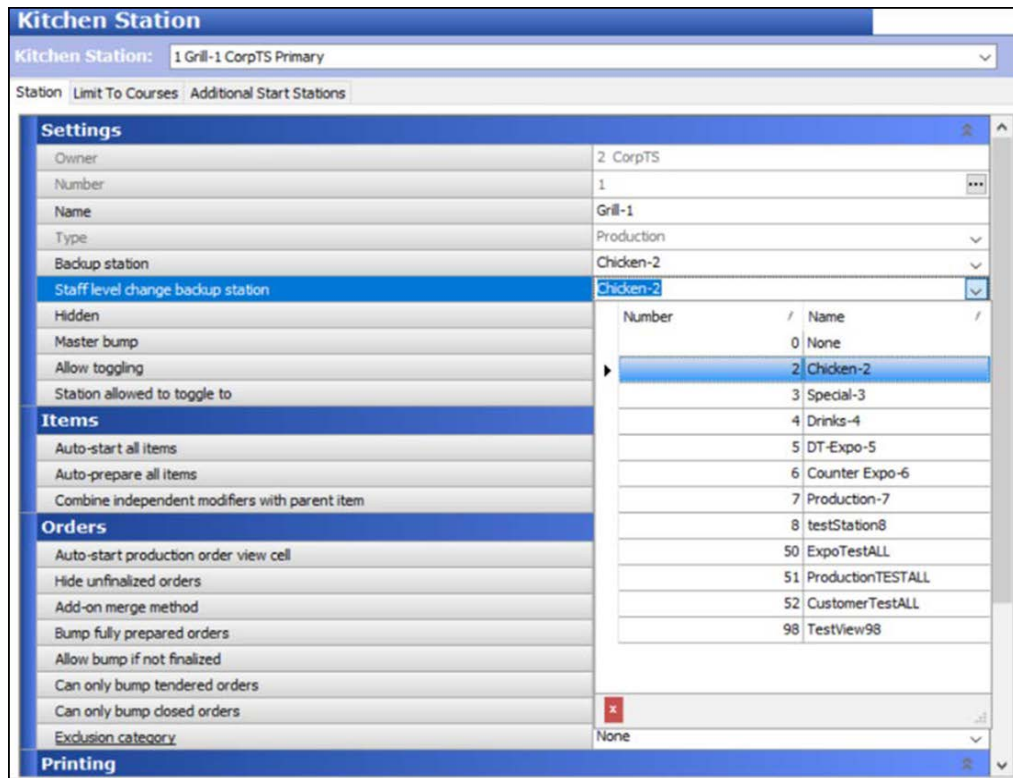 Kitchen Station
Kitchen Station: 1 Grill-1 CorpTS Primary
Station Limit To Courses Additional Start Stations
Settings
Owner 2 CorpTS
Number 1 ...
Name Grill-1
Type Production
Backup station Chicken-2
Staff level change backup station Chicken-2
Hidden Number / Name /
Master bump 0 None
Allow toggling 2 Chicken-2
Station allowed to toggle to 3 Special-3
Items 4 Drinks-4
Auto-start all items 5 DT-Expo-5
Auto-prepare all items 6 Counter Expo-6
Combine independent modifiers with parent item 7 Production-7
Orders 8 testStation8
Auto-start production order view cell 50 ExpoTestALL
Hide unfinalized orders 51 ProductionTESTALL
Add-on merge method 52 CustomerTestALL
Bump fully prepared orders 98 TestView98
Allow bump if not finalized
Can only bump tendered orders
Can only bump closed orders x
Exclusion category None
Printing